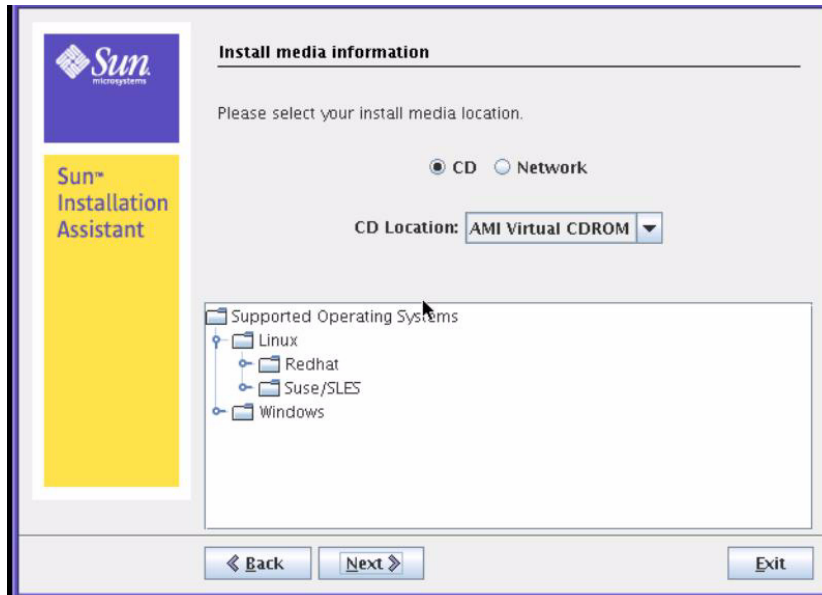 Sun
microsystems
Install media information
Please select your install media location.
CD Network
Sun™
Installation
Assistant
CD Location: AMI Virtual CDROM
Supported Operating Systems
Linux
Redhat
Suse/SLES
Windows
Back Next Exit